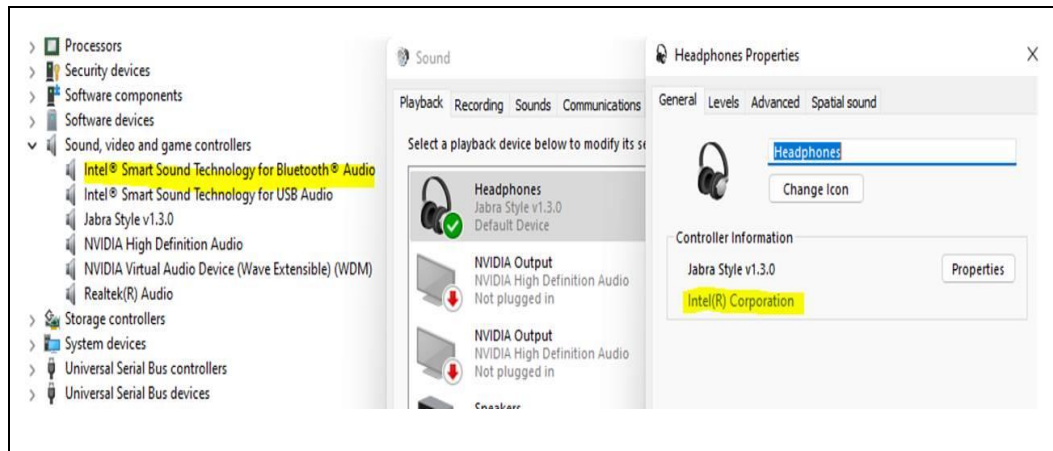 Processors
Security devices
Software components
Software devices
Sound, video and game controllers
Intel® Smart Sound Technology for Bluetooth® Audio
Intel® Smart Sound Technology for USB Audio
Jabra Style v1.3.0
NVIDIA High Definition Audio
NVIDIA Virtual Audio Device (Wave Extensible) (WDM)
Realtek(R) Audio
Storage controllers
System devices
Universal Serial Bus controllers
Universal Serial Bus devices
Sound
Playback Recording Sounds Communications
Select a playback device below to modify its se
Headphones
Jabra Style v1.3.0
Default Device
NVIDIA Output
NVIDIA High Definition Audio
Not plugged in
NVIDIA Output
NVIDIA High Definition Audio
Not plugged in
Speakers
Headphones Properties
General Levels Advanced Spatial sound
Headphones
Change Icon
Controller Information
Jabra Style v1.3.0
Properties
Intel(R) Corporation